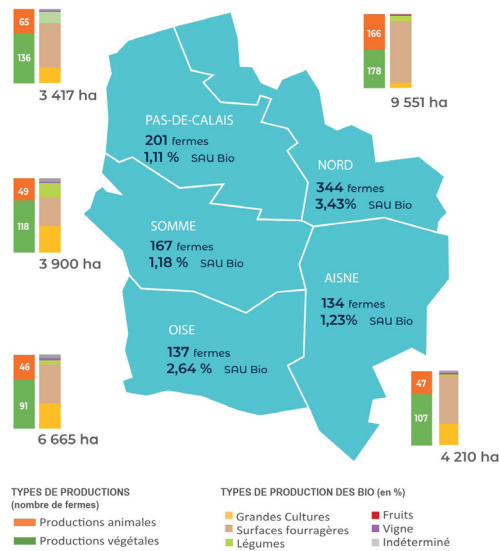 65
136
3 417 ha
166
178
9 551 ha
PAS-DE-CALAIS
201 fermes
1,11 % SAU Bio
NORD
344 fermes
3,43% SAU Bio
49
118
3 900 ha
SOMME
167 fermes
1,18 % SAU Bio
AISNE
134 fermes
1,23% SAU Bio
OISE
137 fermes
2,64 % SAU Bio
46
91
6 665 ha
47
107
4 210 ha
TYPES DE PRODUCTIONS
(nombre de fermes)
Productions animales
Productions végétales
TYPES DE PRODUCTION DES BIO (en %)
Grandes Cultures
Surfaces fourragères
Légumes
Fruits
Vigne
Indéterminé